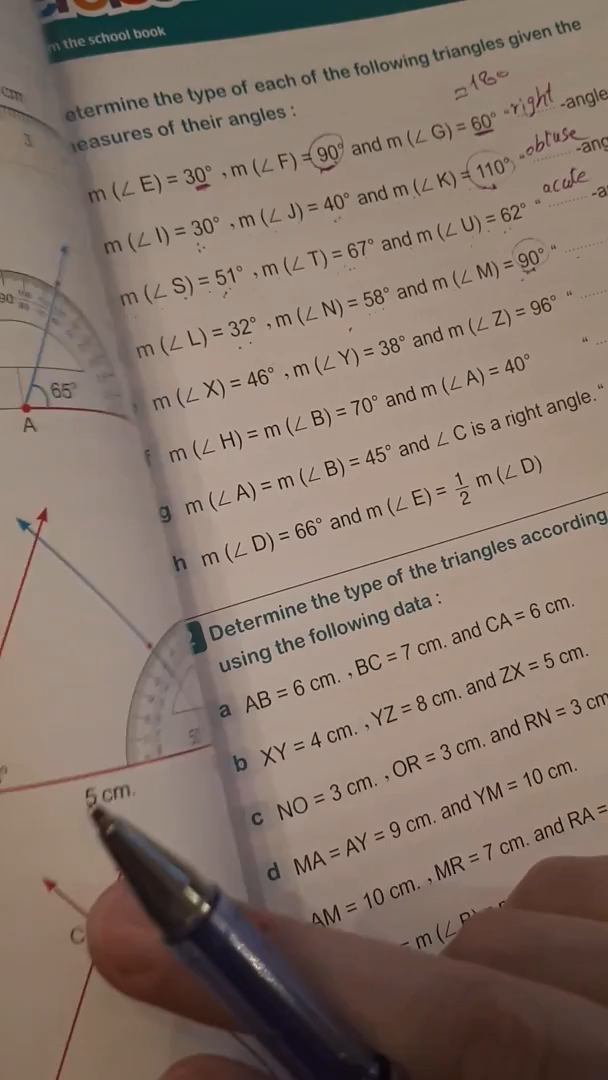 m the school book
etermine the type of each of the following triangles given the
easures of their angles :
=180
m (∠ E) = 30° , m (∠ F) = 90° and m (∠ G) = 60° " right -angle
m (∠ I) = 30° , m (∠ J) = 40° and m (∠ K) = 110° " obtuse -ang
m (∠ S) = 51° , m (∠ T) = 67° and m (∠ U) = 62° " acute -a
m (∠ L) = 32° , m (∠ N) = 58° and m (∠ M) = 90° "
m (∠ X) = 46° , m (∠ Y) = 38° and m (∠ Z) = 96° "
f m (∠ H) = m (∠ B) = 70° and m (∠ A) = 40° "
g m (∠ A) = m (∠ B) = 45° and ∠ C is a right angle. "
h m (∠ D) = 66° and m (∠ E) = 1/2 m (∠ D)
Determine the type of the triangles according
using the following data :
a AB = 6 cm. , BC = 7 cm. and CA = 6 cm.
b XY = 4 cm. , YZ = 8 cm. and ZX = 5 cm.
c NO = 3 cm. , OR = 3 cm. and RN = 3 cm
d MA = AY = 9 cm. and YM = 10 cm.
AM = 10 cm. , MR = 7 cm. and RA =
= m (∠
cm
3
90
65°
A
5 cm.
C